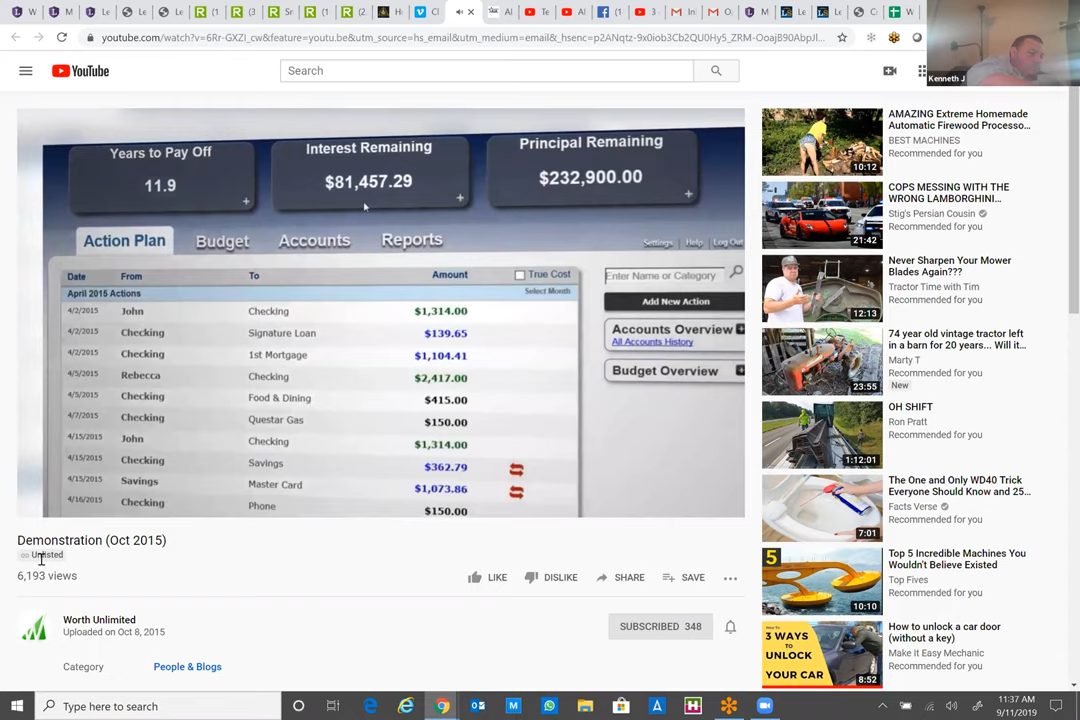 youtube.com/watch?v=6Rr-GXZl_cw&feature=youtu.be&utm_source=hs_email&utm_medium=email&_hsenc=p2ANqtz-9x0iob3Cb2QU0Hy5_ZRM-OoajB90AbpJl...
Kenneth J
YouTube
Search
Years to Pay Off
11.9
Interest Remaining
$81,457.29
Principal Remaining
$232,900.00
Action Plan Budget Accounts Reports
Settings Help Log Out
Date From To Amount True Cost
April 2015 Actions Select Month
4/2/2015 John Checking $1,314.00
4/2/2015 Checking Signature Loan $139.65
4/2/2015 Checking 1st Mortgage $1,104.41
4/5/2015 Rebecca Checking $2,417.00
4/5/2015 Checking Food & Dining $415.00
4/7/2015 Checking Questar Gas $150.00
4/15/2015 John Checking $1,314.00
4/15/2015 Checking Savings $362.79
4/15/2015 Savings Master Card $1,073.86
4/16/2015 Checking Phone $150.00
Enter Name or Category
Add New Action
Accounts Overview
All Accounts History
Budget Overview
Demonstration (Oct 2015)
Unlisted
6,193 views
LIKE DISLIKE SHARE SAVE
Worth Unlimited
Uploaded on Oct 8, 2015
SUBSCRIBED 348
Category People & Blogs
AMAZING Extreme Homemade
Automatic Firewood Processo...
BEST MACHINES
Recommended for you
10:12
COPS MESSING WITH THE
WRONG LAMBORGHINI...
Stig's Persian Cousin
Recommended for you
21:42
Never Sharpen Your Mower
Blades Again???
Tractor Time with Tim
Recommended for you
12:13
74 year old vintage tractor left
in a barn for 20 years... Will it...
Marty T
Recommended for you
New
23:55
OH SHIFT
Ron Pratt
Recommended for you
1:12:01
The One and Only WD40 Trick
Everyone Should Know and 25...
Facts Verse
Recommended for you
7:01
Top 5 Incredible Machines You
Wouldn't Believe Existed
Top Fives
Recommended for you
5
10:10
How to unlock a car door
(without a key)
Make It Easy Mechanic
Recommended for you
3 WAYS
TO
UNLOCK
YOUR CAR
8:52
Type here to search
11:37 AM
9/11/2019